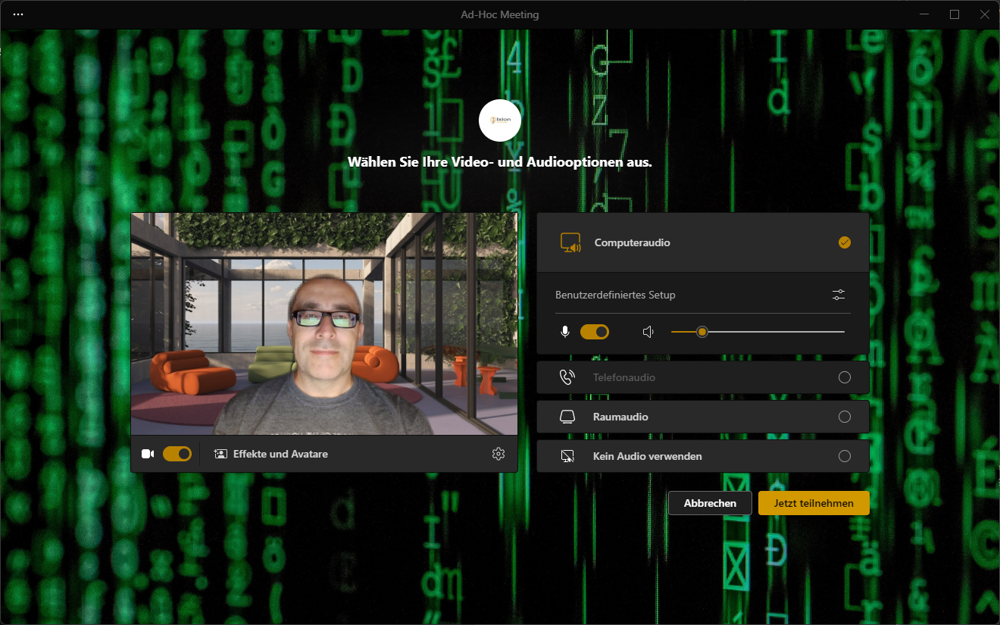 Ad-Hoc Meeting
Wählen Sie Ihre Video- und Audiooptionen aus.
Computeraudio
Benutzerdefiniertes Setup
Telefonaudio
Raumaudio
Kein Audio verwenden
Effekte und Avatare
Abbrechen
Jetzt teilnehmen